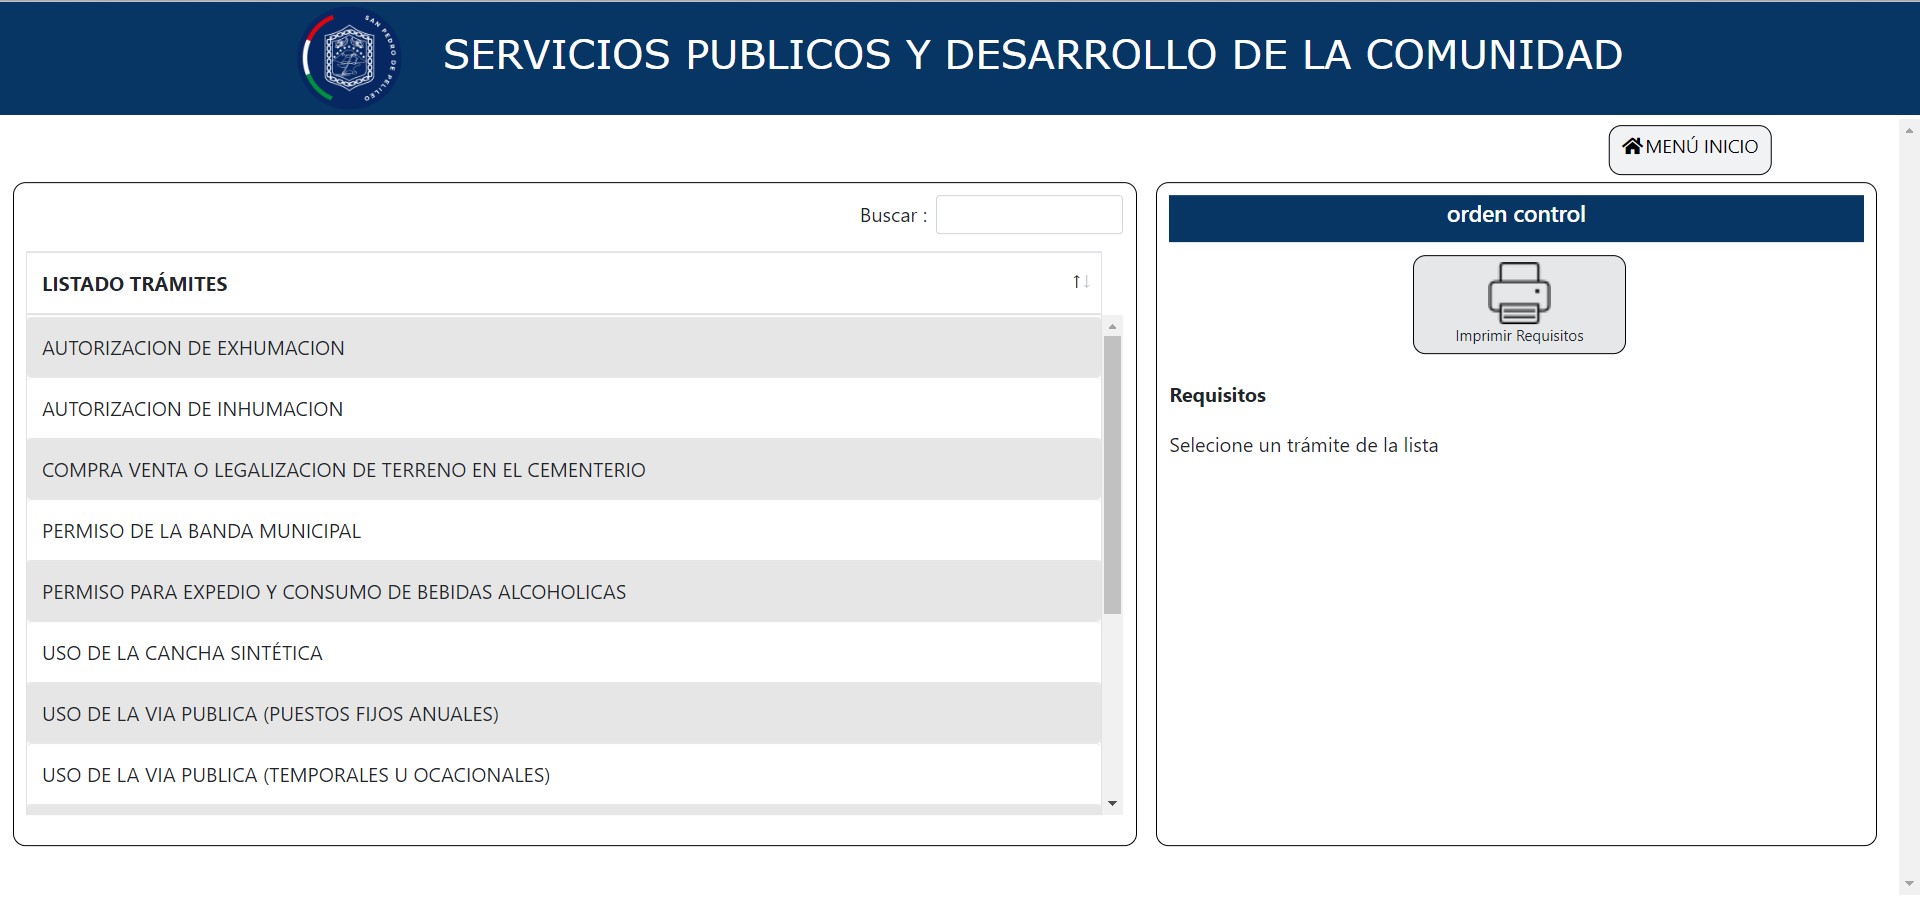 SAN PEDRO DE PELILEO
SERVICIOS PUBLICOS Y DESARROLLO DE LA COMUNIDAD
MENÚ INICIO
Buscar :
LISTADO TRÁMITES
AUTORIZACION DE EXHUMACION
AUTORIZACION DE INHUMACION
COMPRA VENTA O LEGALIZACION DE TERRENO EN EL CEMENTERIO
PERMISO DE LA BANDA MUNICIPAL
PERMISO PARA EXPEDIO Y CONSUMO DE BEBIDAS ALCOHOLICAS
USO DE LA CANCHA SINTÉTICA
USO DE LA VIA PUBLICA (PUESTOS FIJOS ANUALES)
USO DE LA VIA PUBLICA (TEMPORALES U OCACIONALES)
orden control
Imprimir Requisitos
Requisitos
Selecione un trámite de la lista